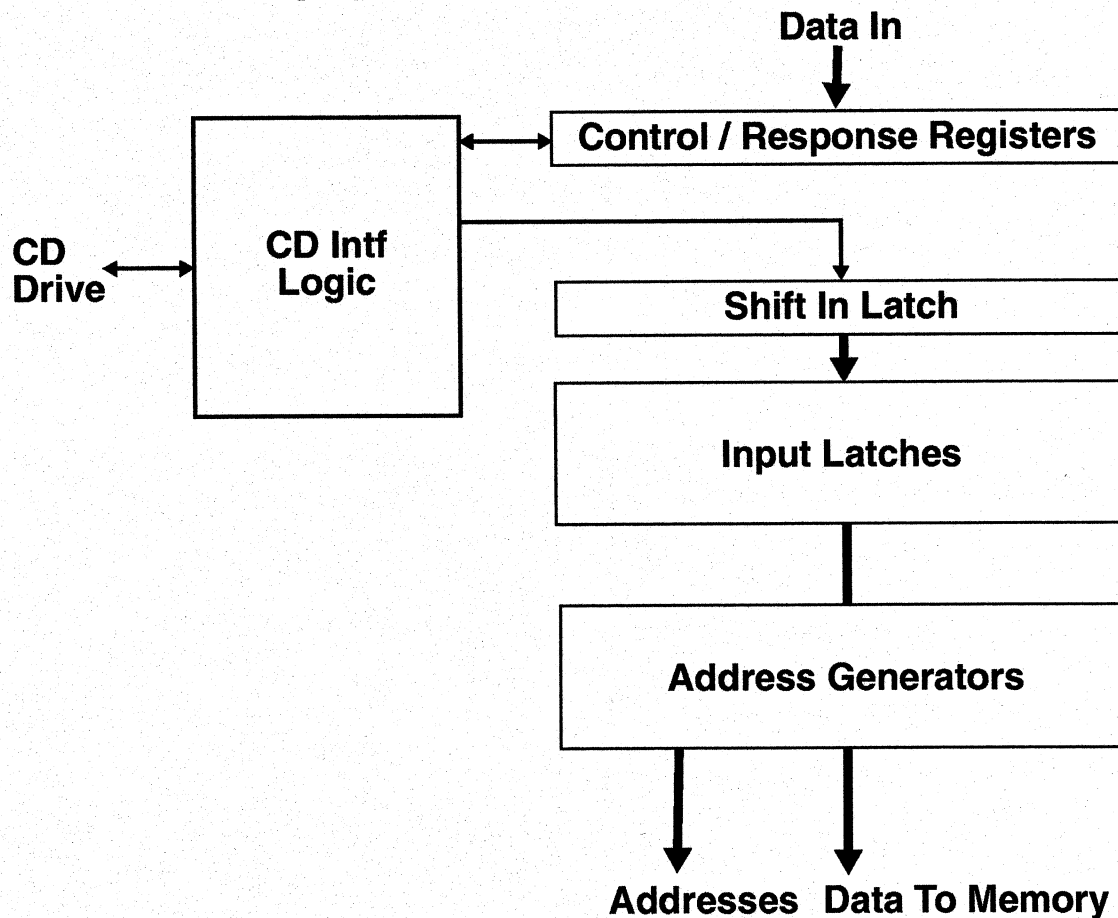 Data In
Control / Response Registers
CD Intf
Logic
CD
Drive
Shift In Latch
Input Latches
Address Generators
Addresses
Data To Memory